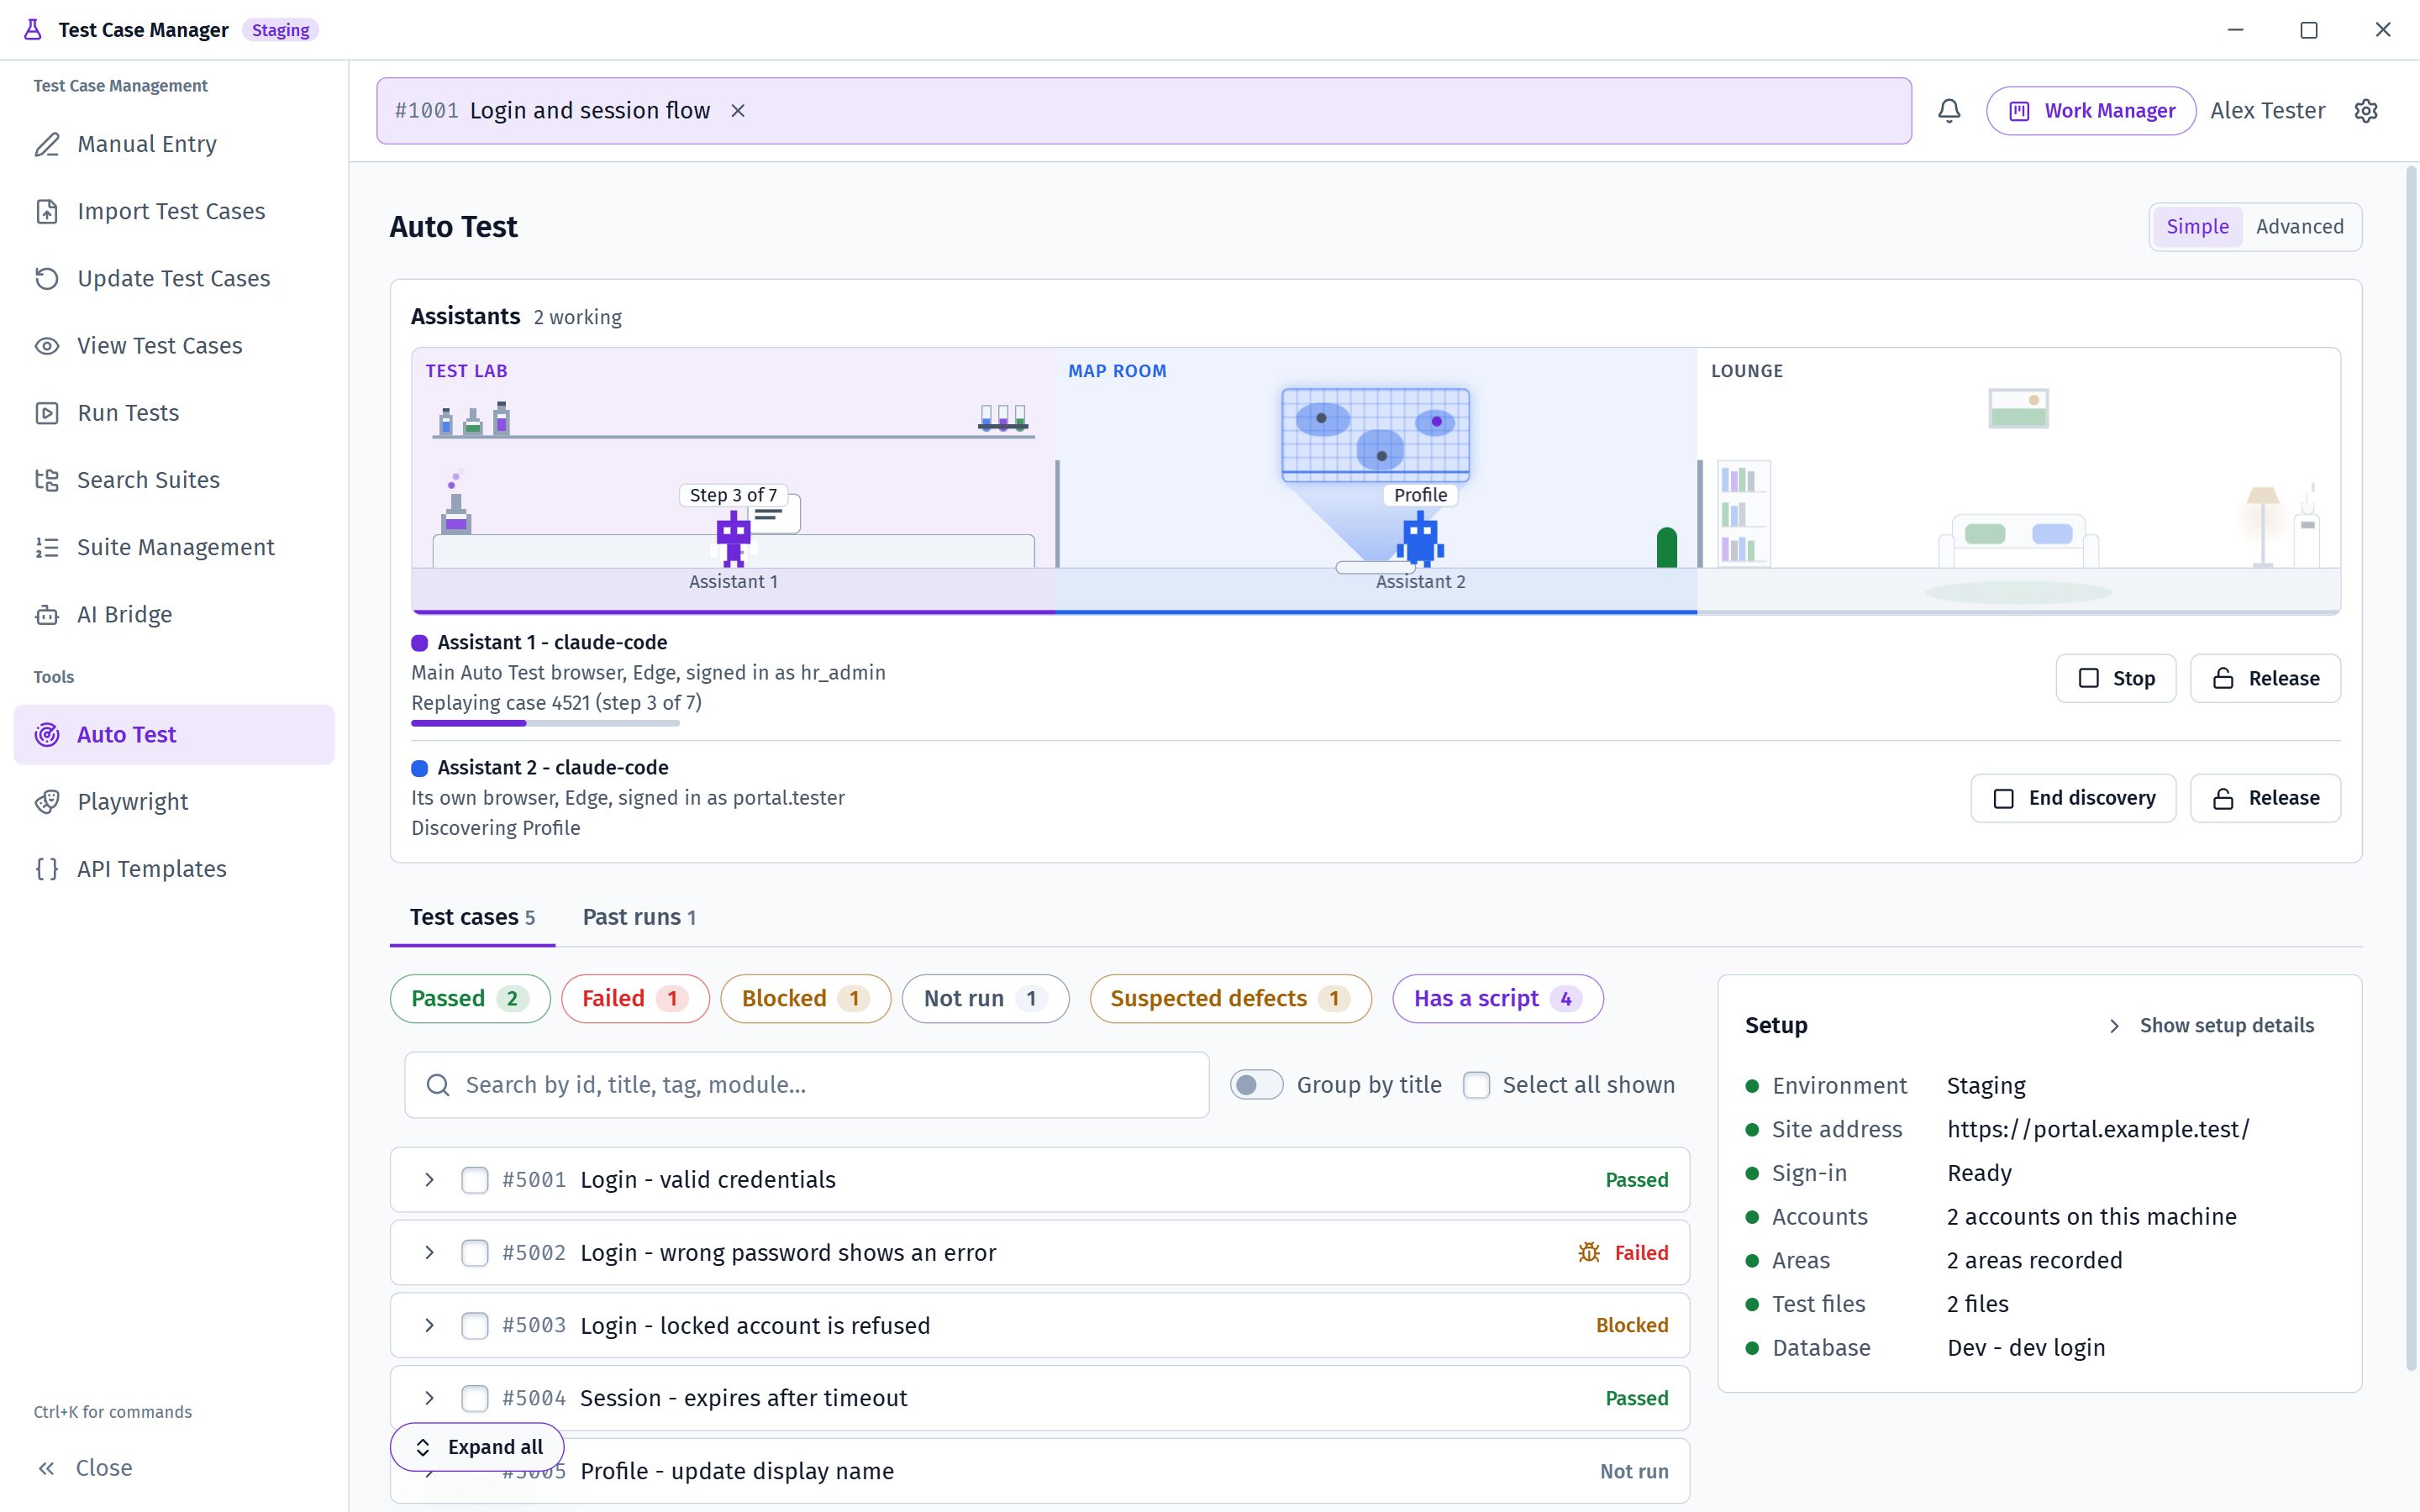 Test Case Manager Staging
Test Case Management
Manual Entry
Import Test Cases
Update Test Cases
View Test Cases
Run Tests
Search Suites
Suite Management
AI Bridge
Tools
Auto Test
Playwright
API Templates
Ctrl+K for commands
Close
#1001 Login and session flow
Work Manager
Alex Tester
Auto Test
Simple Advanced
Assistants 2 working
TEST LAB
Step 3 of 7
Assistant 1
MAP ROOM
Profile
Assistant 2
LOUNGE
Assistant 1 - claude-code
Main Auto Test browser, Edge, signed in as hr_admin
Replaying case 4521 (step 3 of 7)
Stop Release
Assistant 2 - claude-code
Its own browser, Edge, signed in as portal.tester
Discovering Profile
End discovery Release
Test cases 5 Past runs 1
Passed 2 Failed 1 Blocked 1 Not run 1 Suspected defects 1 Has a script 4
Search by id, title, tag, module...
Group by title Select all shown
#5001 Login - valid credentials Passed
#5002 Login - wrong password shows an error Failed
#5003 Login - locked account is refused Blocked
#5004 Session - expires after timeout Passed
Expand all
#5005 Profile - update display name Not run
Setup Show setup details
Environment Staging
Site address https://portal.example.test/
Sign-in Ready
Accounts 2 accounts on this machine
Areas 2 areas recorded
Test files 2 files
Database Dev - dev login